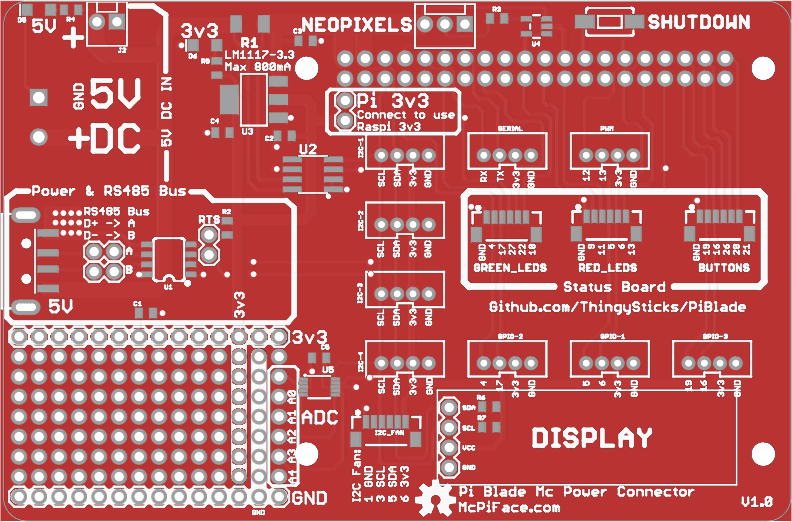 D5
R4
5V
+
J2
3v3
D4
R1
LM1117-3.3
Max 800mA
C3
R8
NEOPIXELS
R3
U4
SHUTDOWN
GND
5V
+DC
5V DC IN
C4
U3
C2
Pi 3v3
Connect to use
Raspi 3v3
U2
I2C-1
SCL SDA 3v3 GND
SERIAL
RX TX 3v3 GND
PWM
12 13 3v3 GND
Power & RS485 Bus
RS485 Bus
D+ -> A
D- -> B
A
B
RTS
R2
U1
5V
C1
3v3
I2C-2
SCL SDA 3v3 GND
GND 4 17 27 22 10
GREEN_LEDS
GND 9 11 5 6 13
RED_LEDS
GND 19 16 26 20 21
BUTTONS
Status Board
Github.com/ThingySticks/PiBlade
I2C-3
SCL SDA 3v3 GND
3v3
U5
ADC
A0
A1
A2
A3
A4
GND
GND
SCL SDA 3v3 GND
GPIO-2
4 17 3v3 GND
GPIO-1
5 6 3v3 GND
GPIO-3
19 16 3v3 GND
I2C_FAN
I2C Fan:
1 GND
3 SCL
5 SDA
6 3v3
SDA
SCL
VCC
GND
R6
R7
DISPLAY
Pi Blade Mc Power Connector
McPiFace.com
V1.0